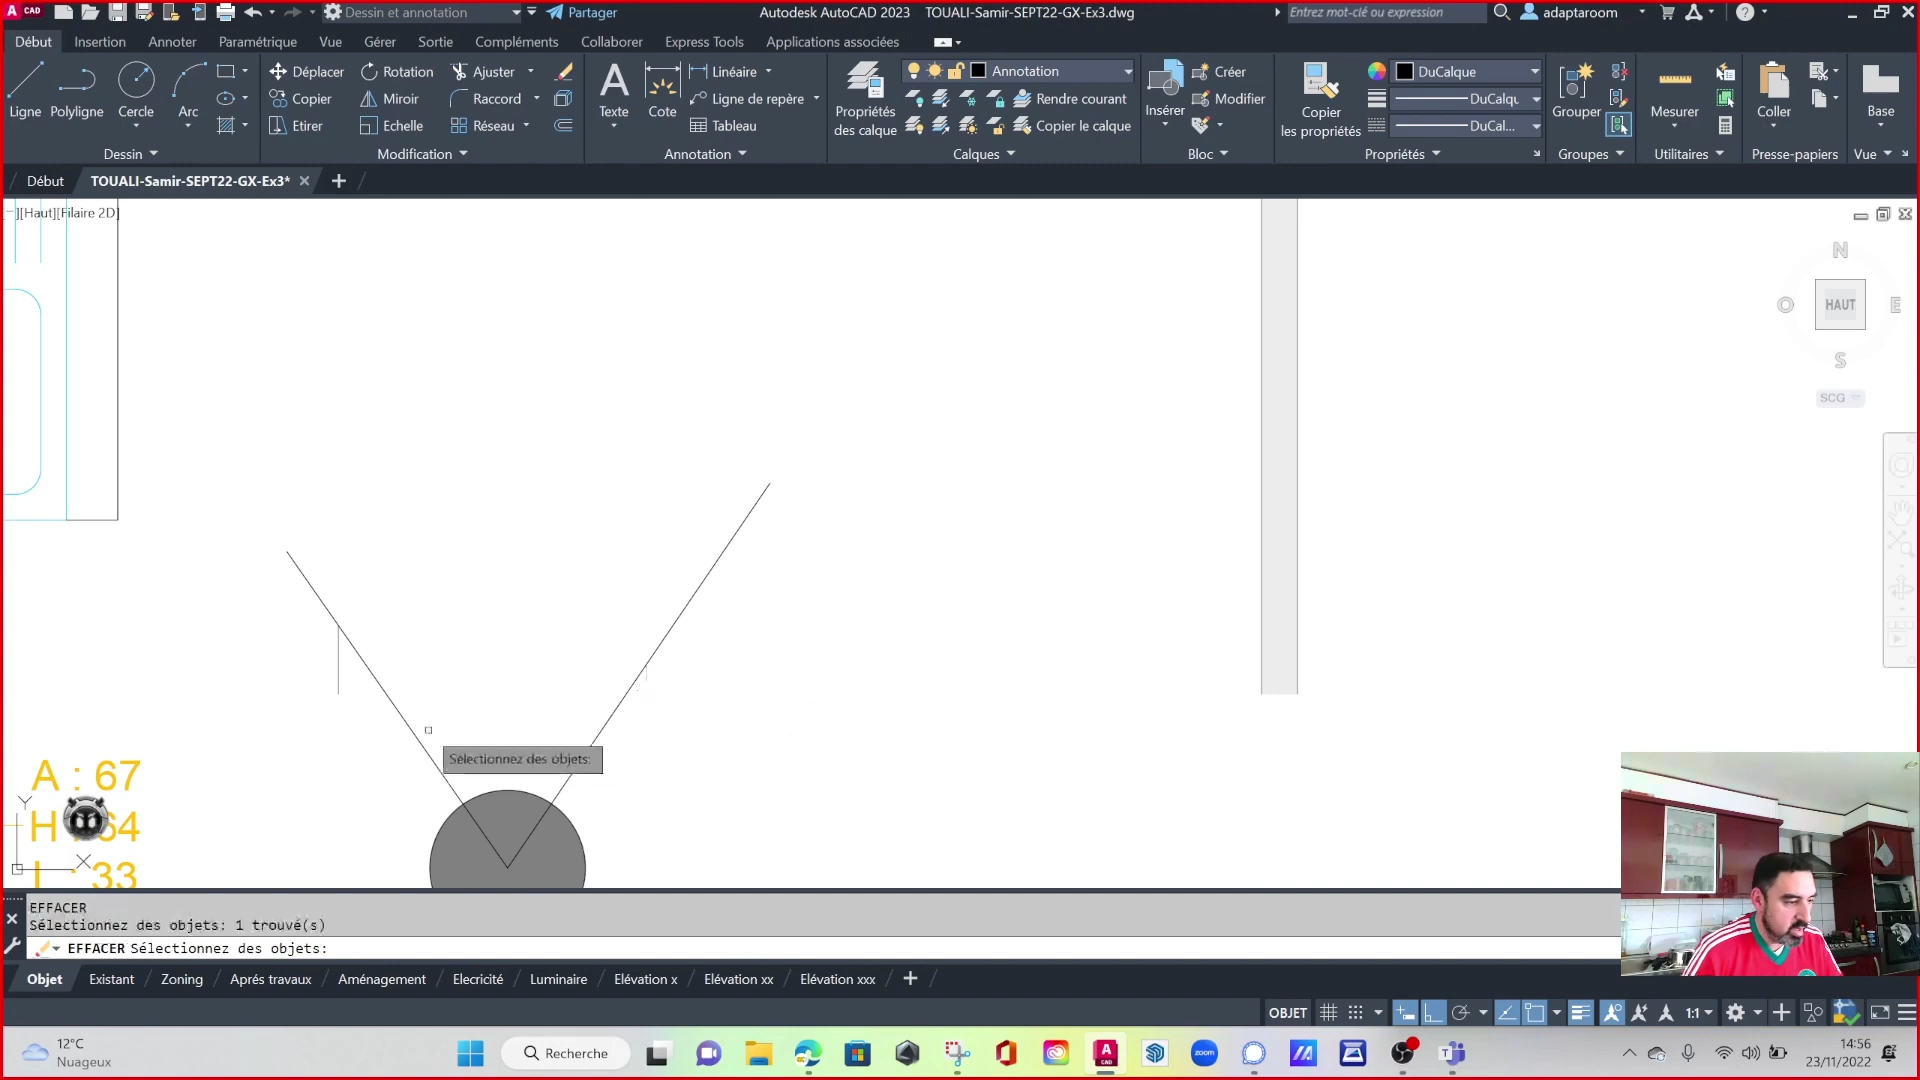 CAD
Dessin et annotation
Partager
Autodesk AutoCAD 2023 TOUALI-Samir-SEPT22-GX-Ex3.dwg
Entrez mot-clé ou expression
adaptaroom
Début Insertion Annoter Paramétrique Vue Gérer Sortie Compléments Collaborer Express Tools Applications associées
Ligne Polyligne Cercle Arc
Dessin
Déplacer Rotation Ajuster
Copier Miroir Raccord
Etirer Echelle Réseau
Modification
Texte Cote
Linéaire
Ligne de repère
Tableau
Annotation
Propriétés
des calque
Annotation
Rendre courant
Copier le calque
Calques
Insérer
Créer
Modifier
Bloc
Copier
les propriétés
DuCalque
DuCalqu
DuCal...
Propriétés
Grouper
Groupes
Mesurer
Utilitaires
Coller
Presse-papiers
Base
Vue
Début TOUALI-Samir-SEPT22-GX-Ex3*
][Haut][Filaire 2D]
N
O HAUT E
S
SCG
Sélectionnez des objets:
A : 67
Y
H : 64
X
: 33
EFFACER
Sélectionnez des objets: 1 trouvé(s)
EFFACER Sélectionnez des objets:
Objet Existant Zoning Aprés travaux Aménagement Elecricité Luminaire Elévation x Elévation xx Elévation xxx
OBJET
1:1
12°C
Nuageux
Recherche
zoom
14:56
23/11/2022